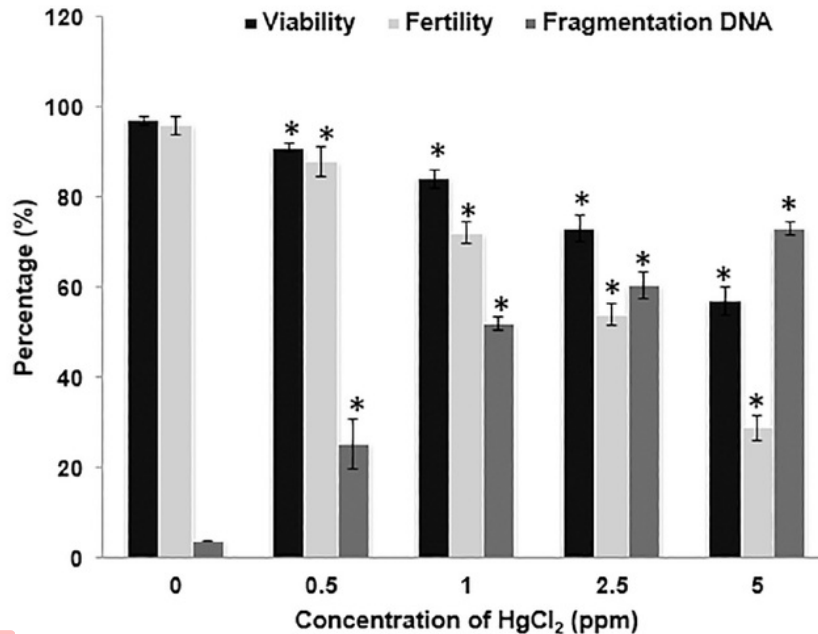 120
Viability Fertility Fragmentation DNA
100
80
60
40
20
0
Percentage (%)
* * * * * * * * * * * *
0 0.5 1 2.5 5
Concentration of HgCl₂ (ppm)